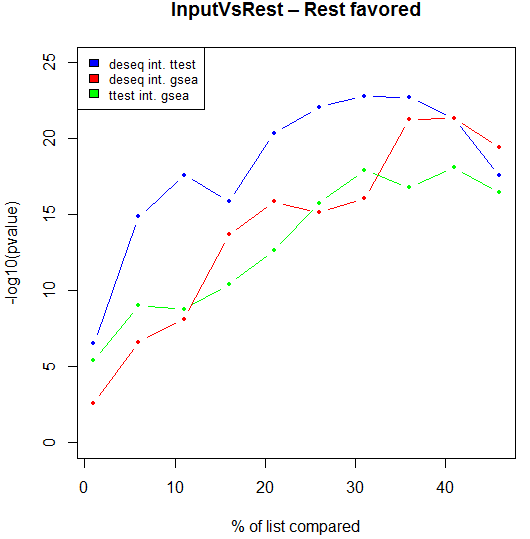 InputVsRest – Rest favored
deseq int. ttest
deseq int. gsea
ttest int. gsea
-log10(pvalue)
25
20
15
10
5
0
0 10 20 30 40
% of list compared